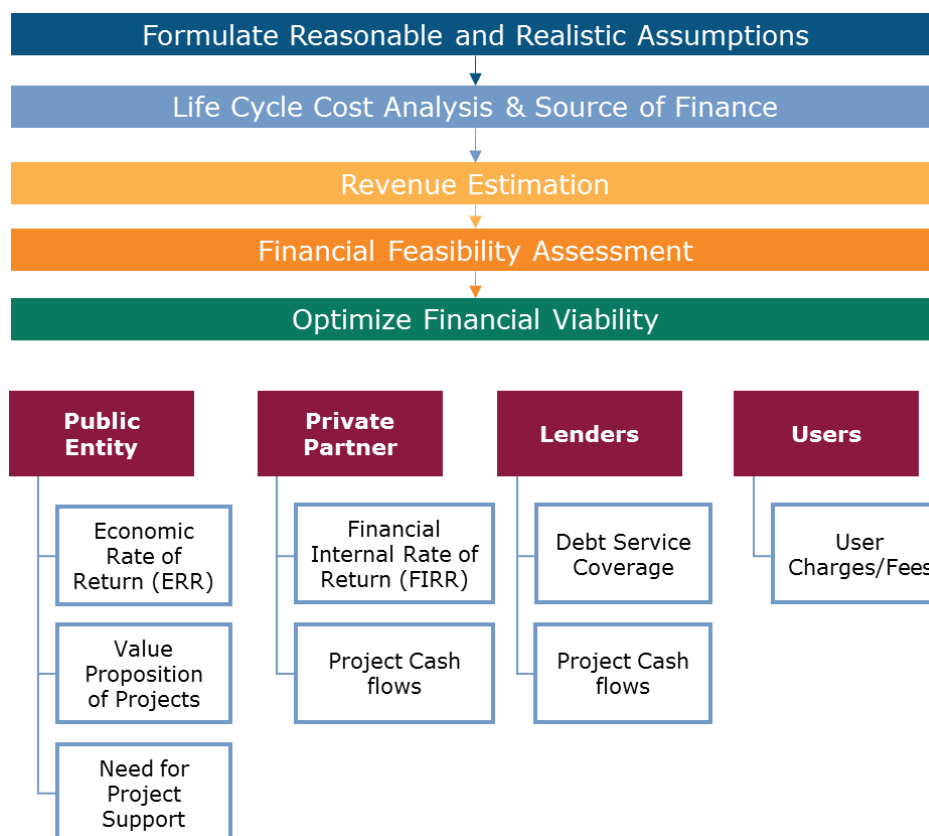 Formulate Reasonable and Realistic Assumptions
Life Cycle Cost Analysis & Source of Finance
Revenue Estimation
Financial Feasibility Assessment
Optimize Financial Viability
Public
Entity
Economic
Rate of
Return (ERR)
Value
Proposition
of Projects
Need for
Project
Support
Private
Partner
Financial
Internal Rate of
Return (FIRR)
Project Cash
flows
Lenders
Debt Service
Coverage
Project Cash
flows
Users
User
Charges/Fees